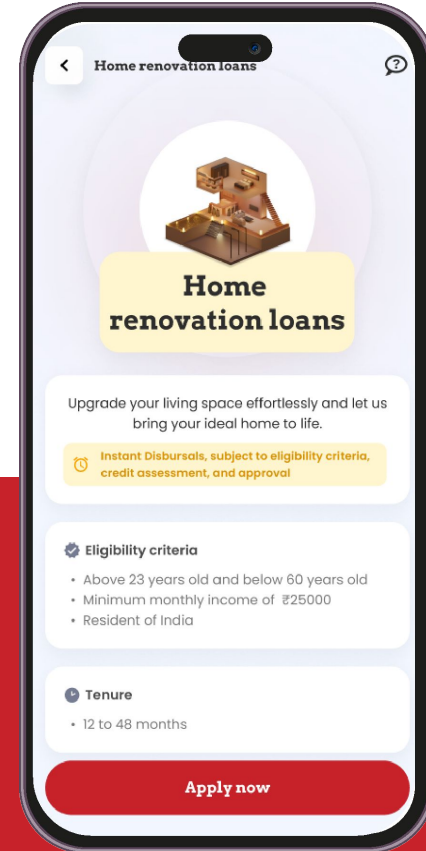 Home renovation loans
Home
renovation loans
Upgrade your living space effortlessly and let us
bring your ideal home to life.
Instant Disbursals, subject to eligibility criteria,
credit assessment, and approval
Eligibility criteria
• Above 23 years old and below 60 years old
• Minimum monthly income of ₹25000
• Resident of India
Tenure
• 12 to 48 months
Apply now